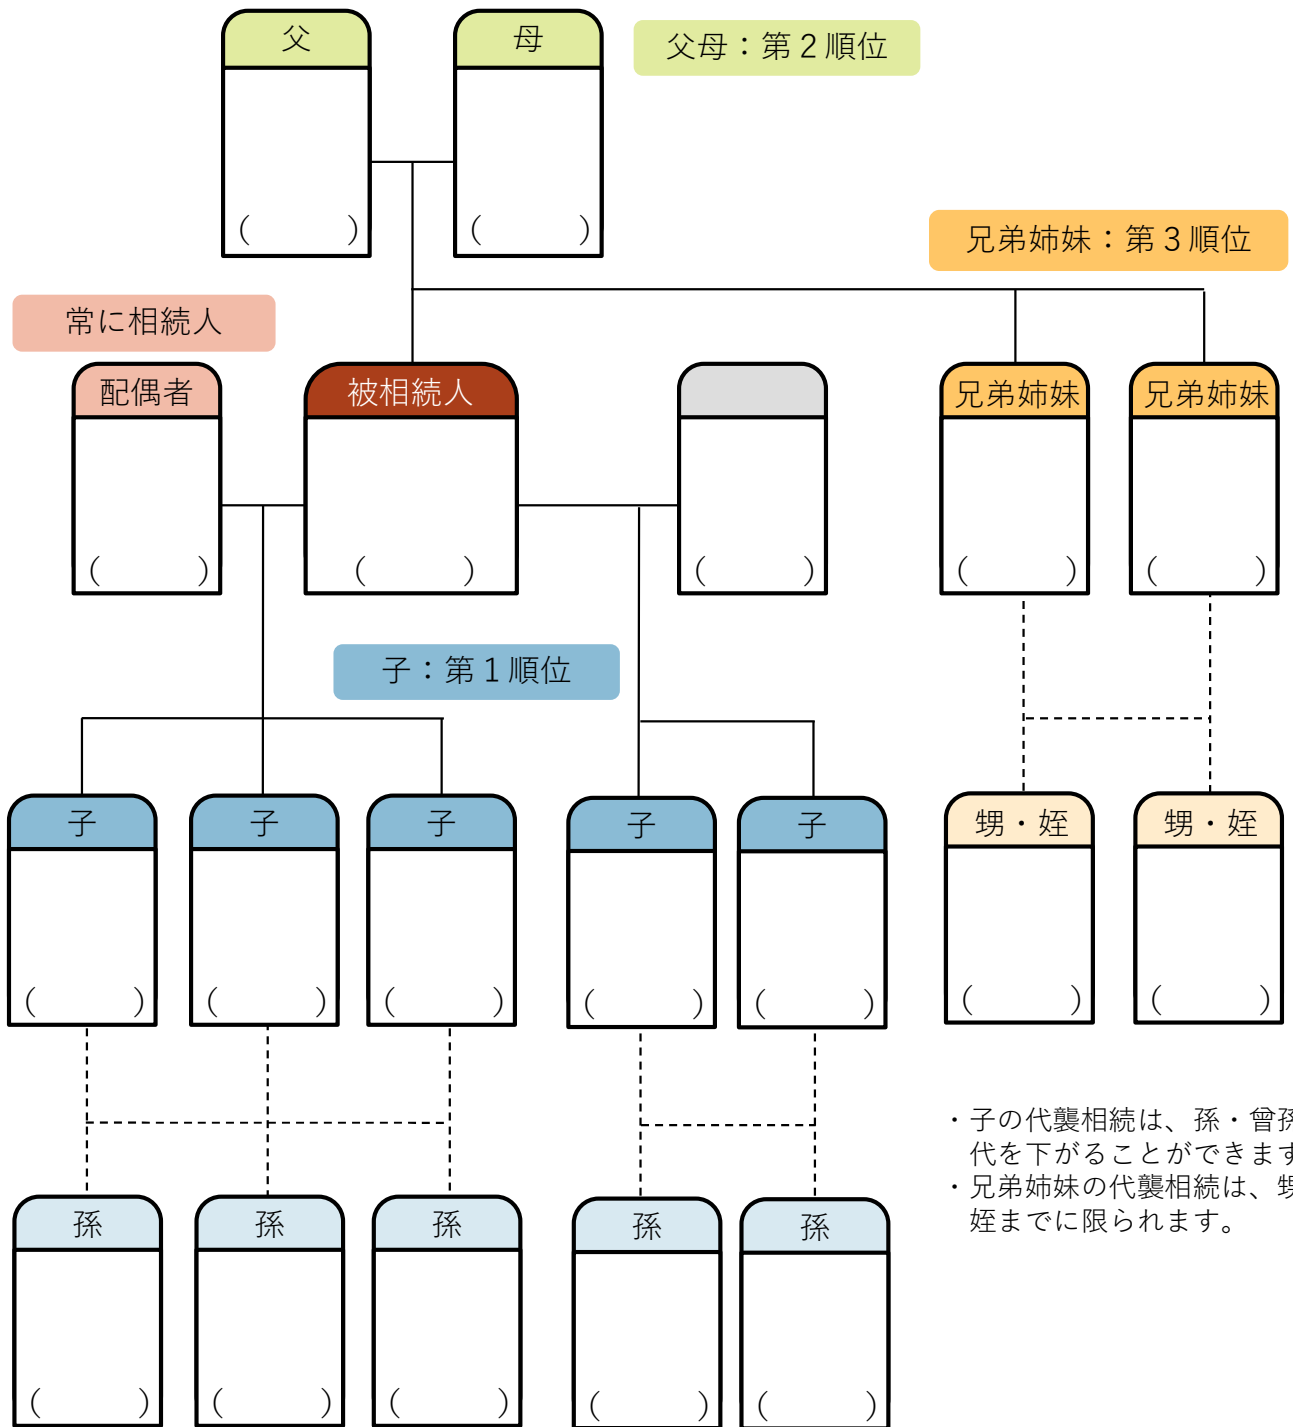 父
母
父母：第２順位
（　　　）
（　　　）
兄弟姉妹：第３順位
常に相続人
配偶者
被相続人
兄弟姉妹
兄弟姉妹
（　　　）
（　　　）
（　　　）
（　　　）
（　　　）
子：第１順位
子
子
子
子
子
甥・姪
甥・姪
（　　　）
（　　　）
（　　　）
（　　　）
（　　　）
（　　　）
（　　　）
・子の代襲相続は、孫・曾孫
代を下がることができます
・兄弟姉妹の代襲相続は、甥
姪までに限られます。
孫
孫
孫
孫
孫
（　　　）
（　　　）
（　　　）
（　　　）
（　　　）